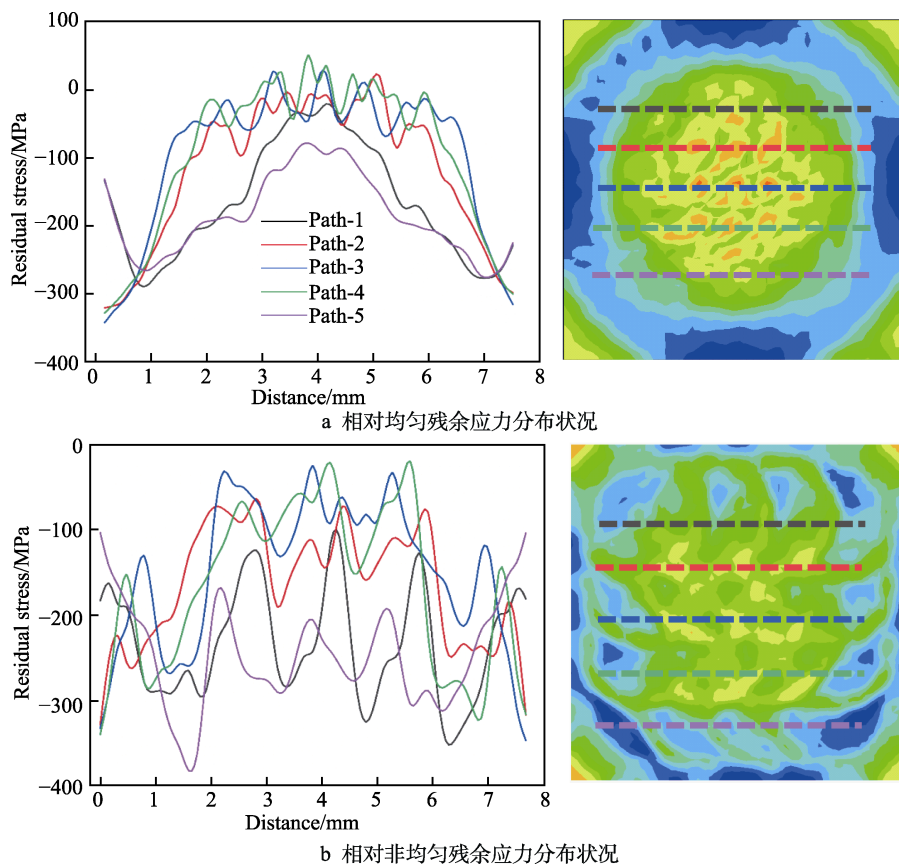 100
0
−100
−200
−300
−400
Residual stress/MPa
Path-1
Path-2
Path-3
Path-4
Path-5
0 1 2 3 4 5 6 7 8
Distance/mm
a 相对均匀残余应力分布状况
0
−100
−200
−300
−400
Residual stress/MPa
0 1 2 3 4 5 6 7 8
Distance/mm
b 相对非均匀残余应力分布状况